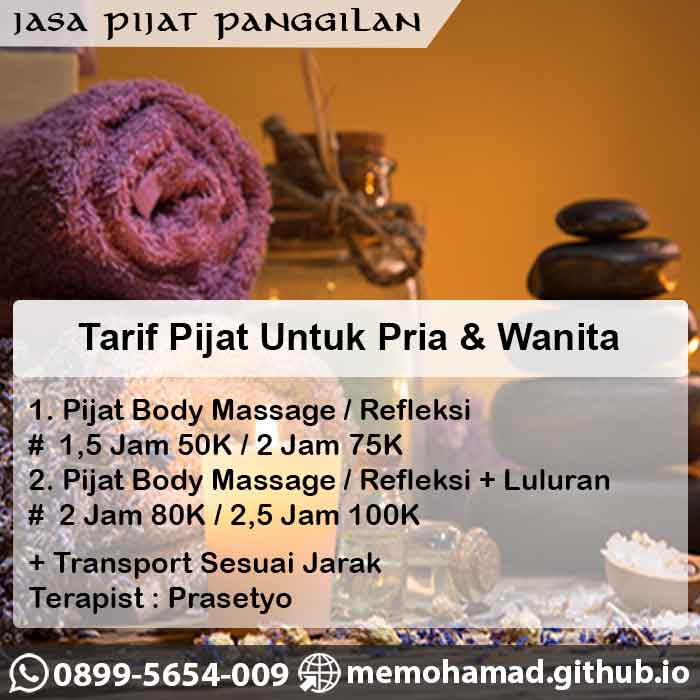 JASA PIJAT PANGGILAN
Tarif Pijat Untuk Pria & Wanita
1. Pijat Body Massage / Refleksi
# 1,5 Jam 50K / 2 Jam 75K
2. Pijat Body Massage / Refleksi + Luluran
# 2 Jam 80K / 2,5 Jam 100K
+ Transport Sesuai Jarak
Terapist : Prasetyo
0899-5654-009 memohamad.github.io